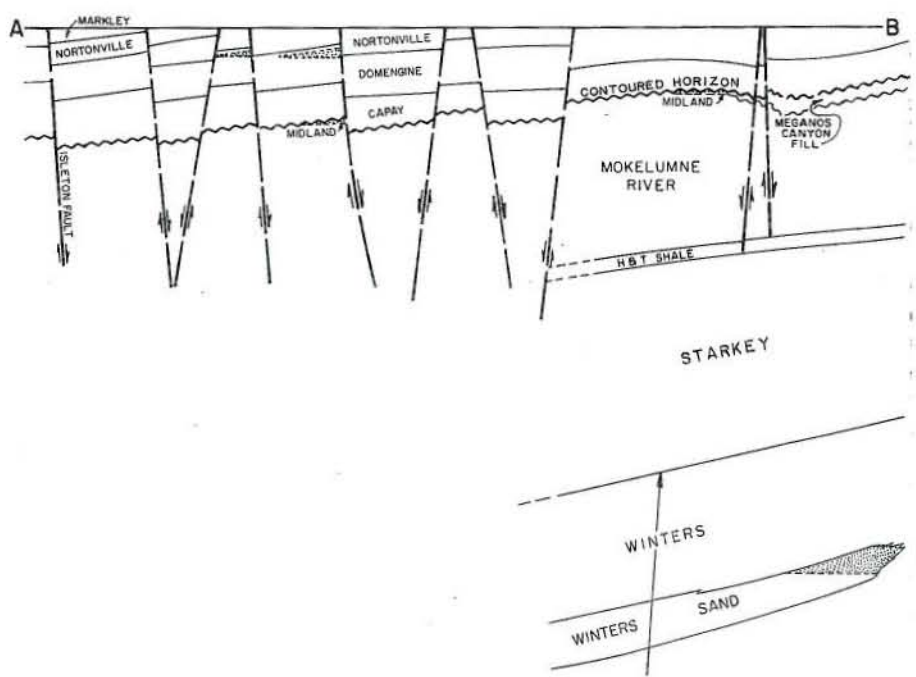 A
MARKLEY
B
NORTONVILLE
NORTONVILLE
DOMENGINE
CONTOURED HORIZON
MIDLAND
CAPAY
MIDLAND
MEGANOS
CANYON
FILL
ISLETON FAULT
MOKELUMNE
RIVER
H&T SHALE
STARKEY
WINTERS
WINTERS SAND